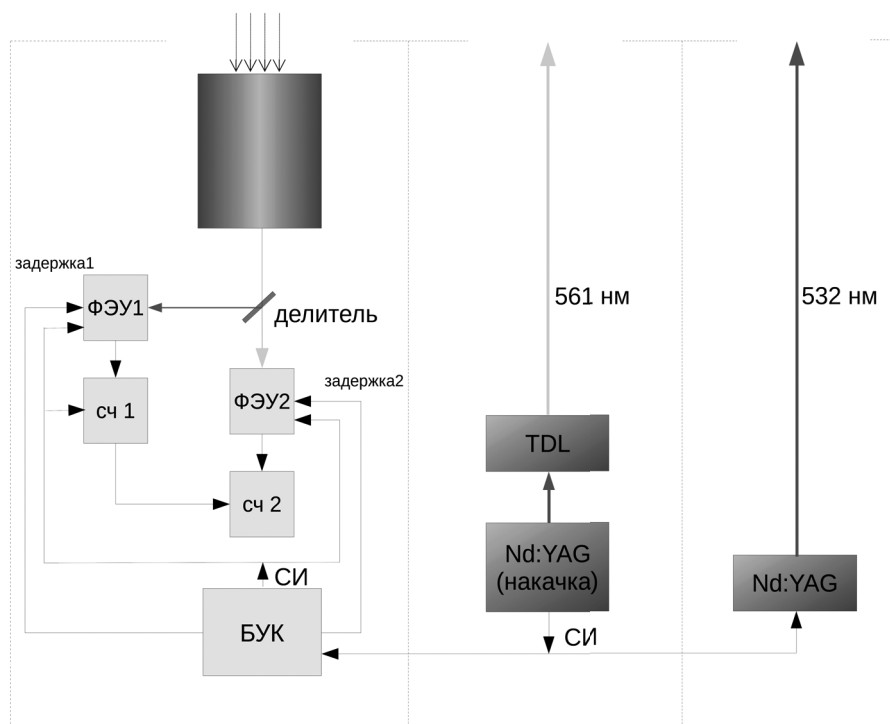 задержка1
ФЭУ1
делитель
561 нм
532 нм
сч 1
задержка2
ФЭУ2
TDL
сч 2
Nd:YAG
(накачка)
Nd:YAG
СИ
БУК
СИ